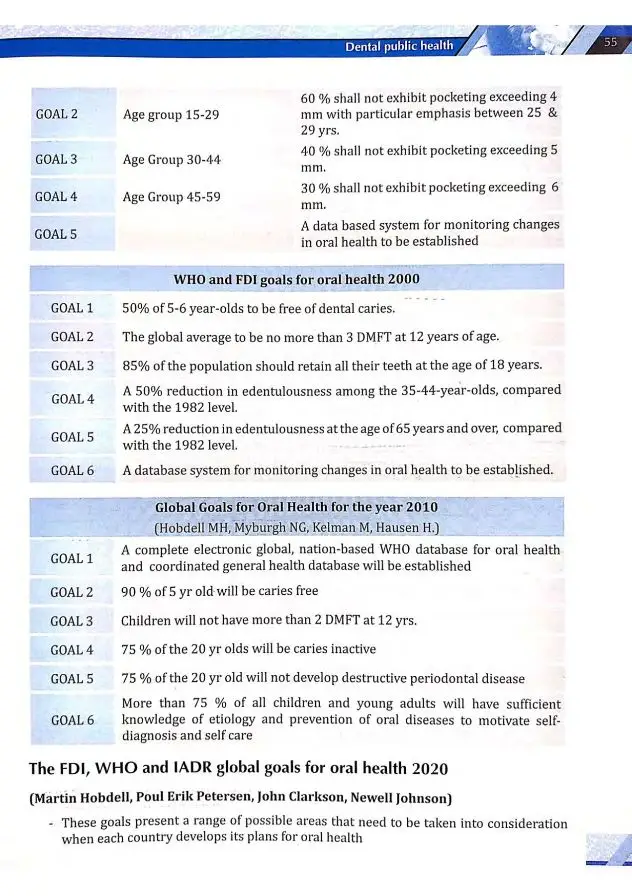 Dental public health 55
GOAL 2 Age group 15-29 60 % shall not exhibit pocketing exceeding 4
mm with particular emphasis between 25 &
29 yrs.
GOAL 3 Age Group 30-44 40 % shall not exhibit pocketing exceeding 5
mm.
GOAL 4 Age Group 45-59 30 % shall not exhibit pocketing exceeding 6
mm.
GOAL 5 A data based system for monitoring changes
in oral health to be established
WHO and FDI goals for oral health 2000
GOAL 1 50% of 5-6 year-olds to be free of dental caries.
GOAL 2 The global average to be no more than 3 DMFT at 12 years of age.
GOAL 3 85% of the population should retain all their teeth at the age of 18 years.
GOAL 4 A 50% reduction in edentulousness among the 35-44-year-olds, compared
with the 1982 level.
GOAL 5 A 25% reduction in edentulousness at the age of 65 years and over, compared
with the 1982 level.
GOAL 6 A database system for monitoring changes in oral health to be established.
Global Goals for Oral Health for the year 2010
(Hobdell MH, Myburgh NG, Kelman M, Hausen H.)
GOAL 1 A complete electronic global, nation-based WHO database for oral health
and coordinated general health database will be established
GOAL 2 90 % of 5 yr old will be caries free
GOAL 3 Children will not have more than 2 DMFT at 12 yrs.
GOAL 4 75 % of the 20 yr olds will be caries inactive
GOAL 5 75 % of the 20 yr old will not develop destructive periodontal disease
GOAL 6 More than 75 % of all children and young adults will have sufficient
knowledge of etiology and prevention of oral diseases to motivate self-
diagnosis and self care
The FDI, WHO and IADR global goals for oral health 2020
(Martin Hobdell, Poul Erik Petersen, John Clarkson, Newell Johnson)
- These goals present a range of possible areas that need to be taken into consideration
when each country develops its plans for oral health